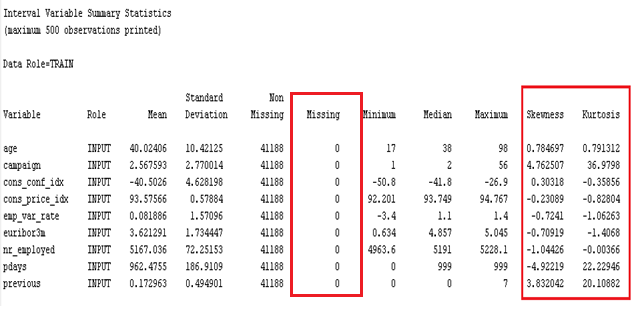 Interval Variable Summary Statistics
(maximum 500 observations printed)
Data Role=TRAIN
Standard Non
Variable Role Mean Deviation Missing Missing Minimum Median Maximum Skewness Kurtosis
age INPUT 40.02406 10.42125 41188 0 17 38 98 0.784697 0.791312
campaign INPUT 2.567593 2.770014 41188 0 1 2 56 4.762507 36.9798
cons_conf_idx INPUT -40.5026 4.628198 41188 0 -50.8 -41.8 -26.9 0.30318 -0.35856
cons_price_idx INPUT 93.57566 0.57884 41188 0 92.201 93.749 94.767 -0.23089 -0.82804
emp_var_rate INPUT 0.081886 1.57096 41188 0 -3.4 1.1 1.4 -0.7241 -1.06263
euribor3m INPUT 3.621291 1.734447 41188 0 0.634 4.857 5.045 -0.70919 -1.4068
nr_employed INPUT 5167.036 72.25153 41188 0 4963.6 5191 5228.1 -1.04426 -0.00366
pdays INPUT 962.4755 186.9109 41188 0 0 999 999 -4.92219 22.22946
previous INPUT 0.172963 0.494901 41188 0 0 0 7 3.832042 20.10882